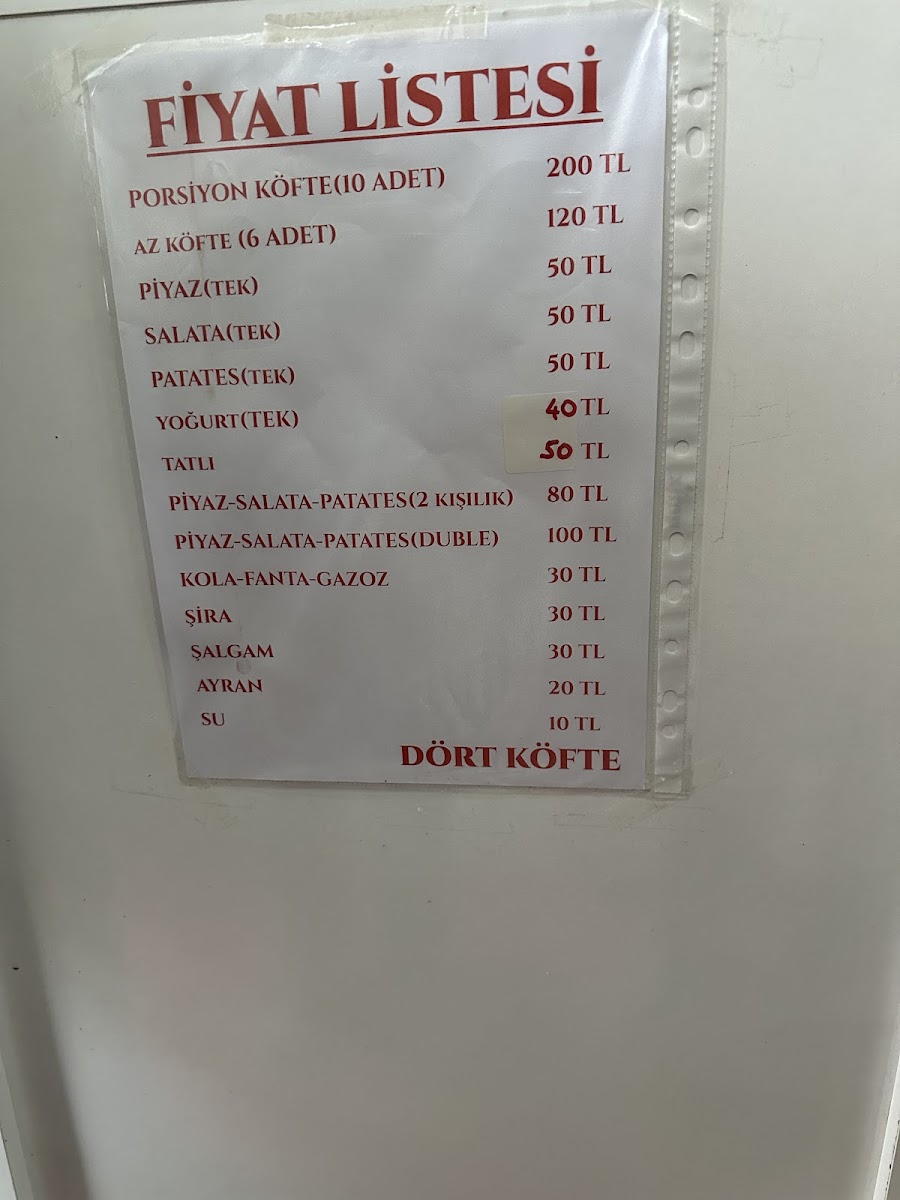 FİYAT LİSTESİ
PORSİYON KÖFTE(10 ADET) 200 TL
AZ KÖFTE (6 ADET) 120 TL
PİYAZ(TEK) 50 TL
SALATA(TEK) 50 TL
PATATES(TEK) 50 TL
YOĞURT(TEK) 40 TL
TATLI 50 TL
PİYAZ-SALATA-PATATES(2 KIŞILIK) 80 TL
PİYAZ-SALATA-PATATES(DUBLE) 100 TL
KOLA-FANTA-GAZOZ 30 TL
ŞİRA 30 TL
ŞALGAM 30 TL
AYRAN 20 TL
SU 10 TL
DÖRT KÖFTE